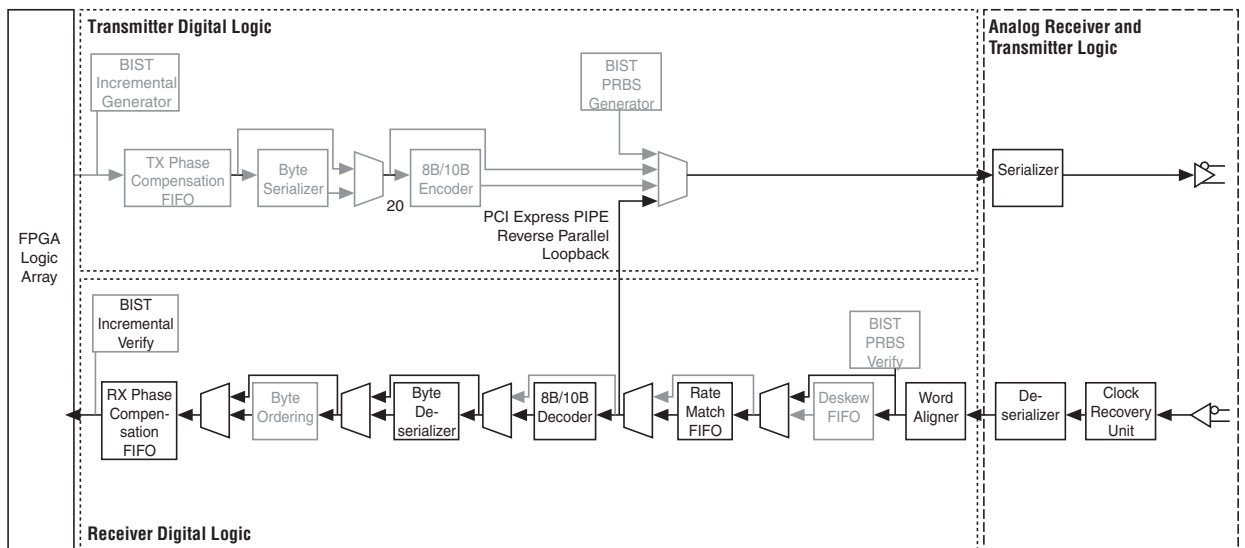 Transmitter Digital Logic
Analog Receiver and
Transmitter Logic
BIST
Incremental
Generator
BIST
PRBS
Generator
TX Phase
Compensation
FIFO
Byte
Serializer
20
8B/10B
Encoder
Serializer
PCI Express PIPE
Reverse Parallel
Loopback
FPGA
Logic
Array
BIST
Incremental
Verify
BIST
PRBS
Verify
RX Phase
Compen-
sation
FIFO
Byte
Ordering
Byte
De-
serializer
8B/10B
Decoder
Rate
Match
FIFO
Deskew
FIFO
Word
Aligner
De-
serializer
Clock
Recovery
Unit
Receiver Digital Logic